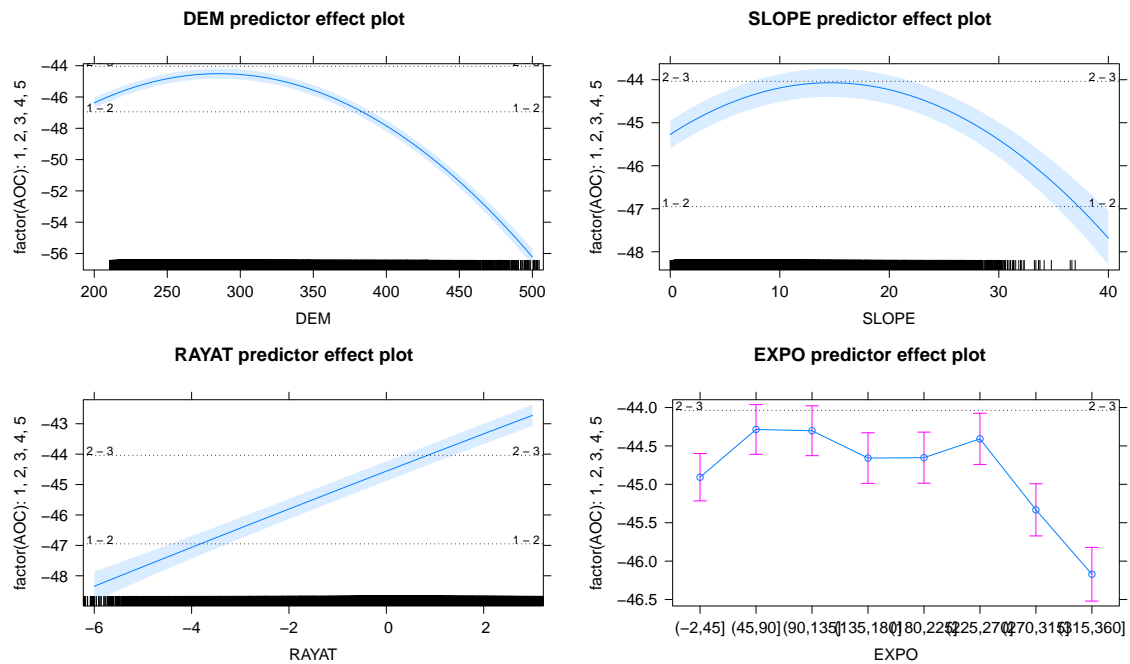 DEM predictor effect plot
factor(AOC): 1, 2, 3, 4, 5
−44
−46
−48
−50
−52
−54
−56
2 − 3
1 − 2
1 − 2
200
250
300
350
400
450
500
DEM
SLOPE predictor effect plot
factor(AOC): 1, 2, 3, 4, 5
−44
−45
−46
−47
−48
2 − 3
2 − 3
1 − 2
1 − 2
0
10
20
30
40
SLOPE
RAYAT predictor effect plot
factor(AOC): 1, 2, 3, 4, 5
−43
−44
−45
−46
−47
−48
2 − 3
2 − 3
1 − 2
1 − 2
−6
−4
−2
0
2
RAYAT
EXPO predictor effect plot
factor(AOC): 1, 2, 3, 4, 5
−44.0
−44.5
−45.0
−45.5
−46.0
−46.5
2 − 3
2 − 3
(−2,45]
(45,90]
(90,135]
(135,180]
(180,225]
(225,270]
(270,315]
(315,360]
EXPO